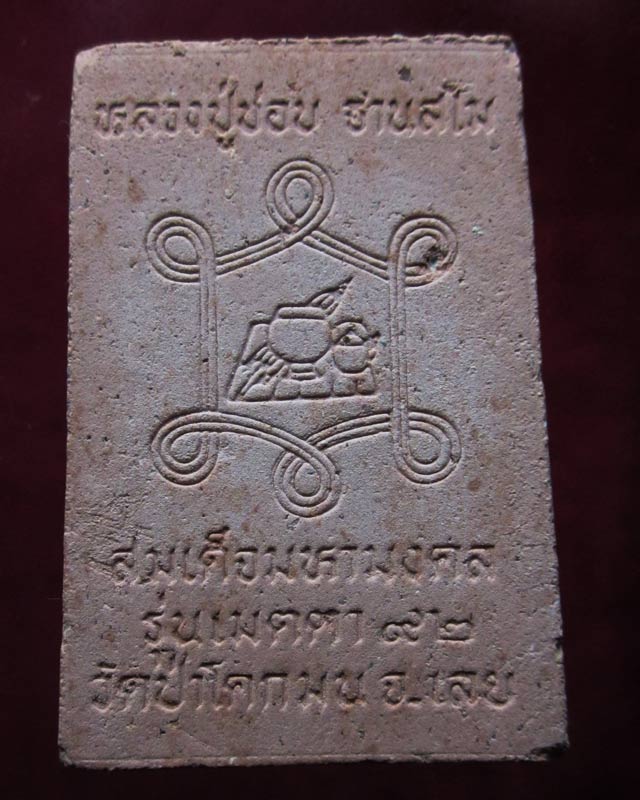 หลวงปู่ชอบ ฐานสโม
สมเด็จมหามงคล
รุ่นเมตตา ๙๒
วัดป่าโคกมน จ.เลย